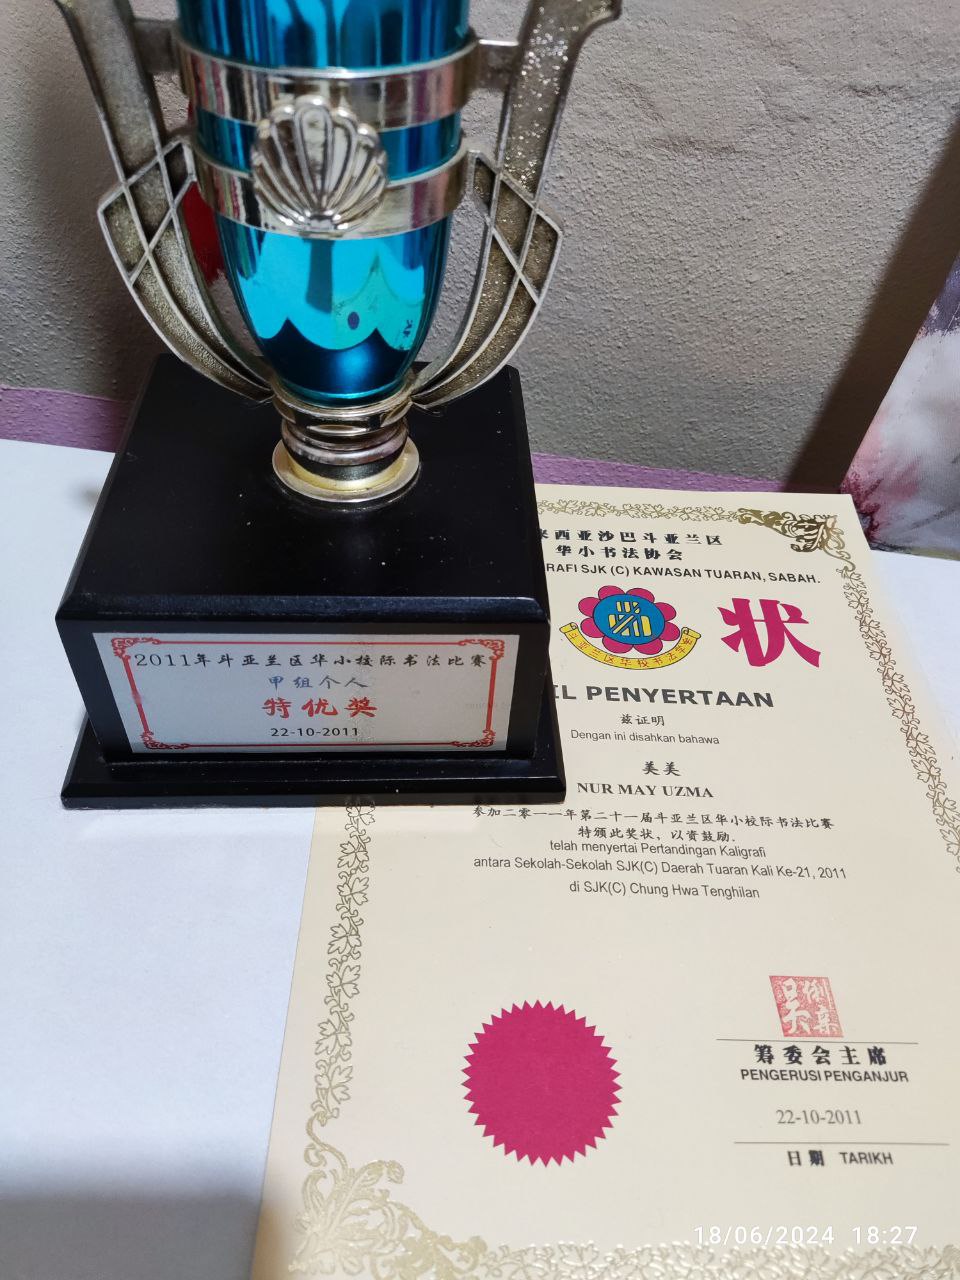 2011年斗亚兰区华小校际书法比赛
甲组个人
特优奖
22-10-2011
西亚沙巴斗亚兰区
华小书法协会
RAFI SJK (C) KAWASAN TUARAN, SABAH.
斗亚兰区华校书法学会
状
IL PENYERTAAN
兹证明
Dengan ini disahkan bahawa
美美
NUR MAY UZMA
参加二零一一年第二十一届斗亚兰区华小校际书法比赛
特颁此奖状，以资鼓励.
telah menyertai Pertandingan Kaligrafi
antara Sekolah-Sekolah SJK(C) Daerah Tuaran Kali Ke-21, 2011
di SJK(C) Chung Hwa Tenghilan
筹委会主席
PENGERUSI PENGANJUR
22-10-2011
日期 TARIKH
18/06/2024 18:27